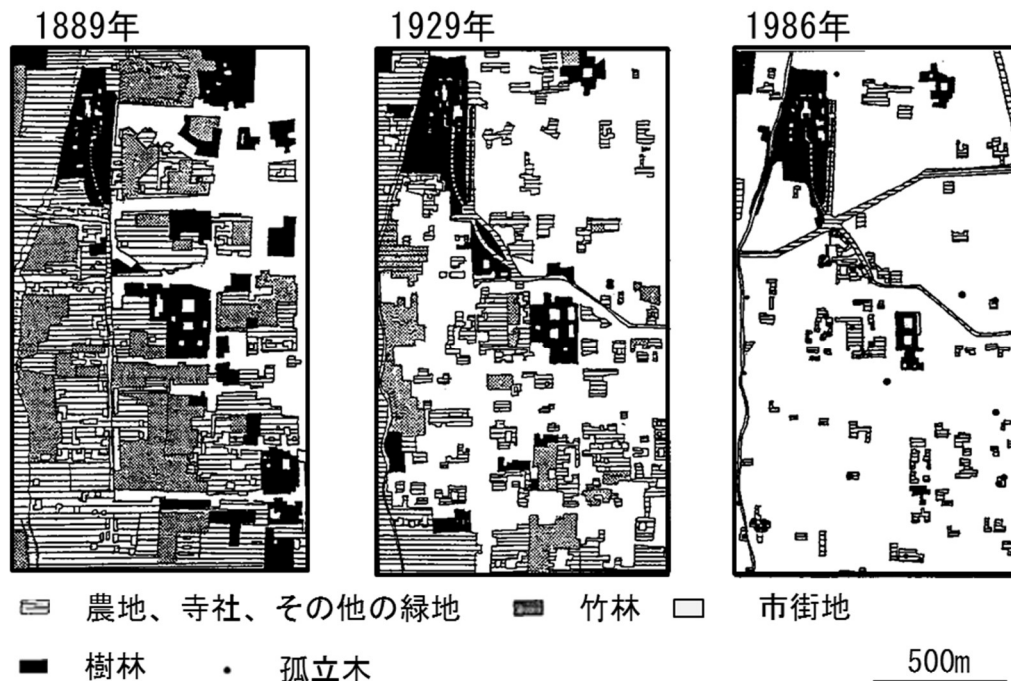 1889年
1929年
1986年
農地、寺社、その他の緑地
竹林
市街地
樹林
孤立木
500m